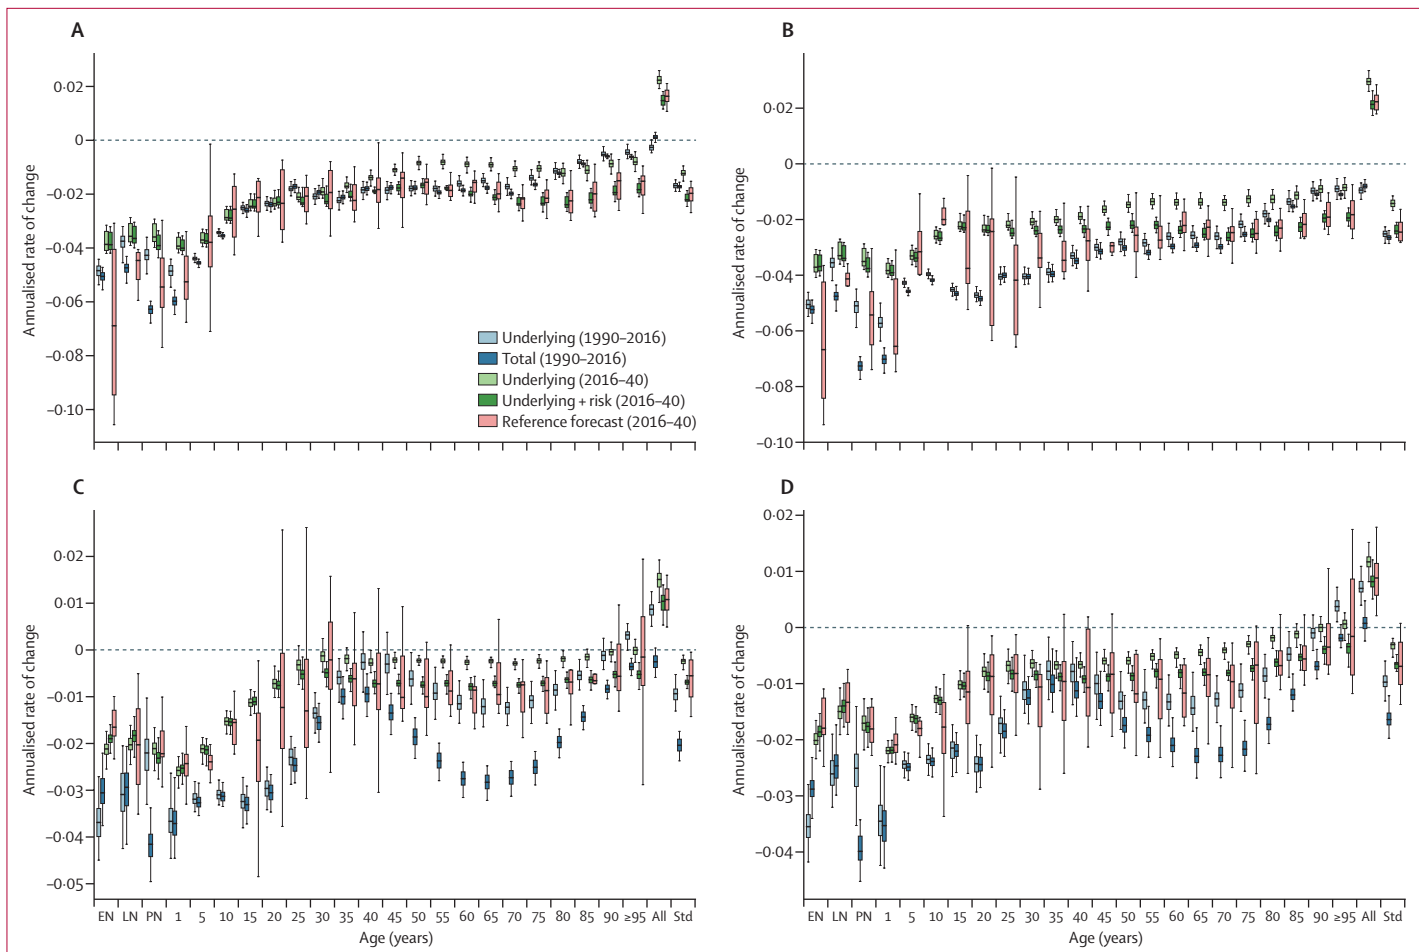 A
B
0·02
0
–0·02
–0·04
–0·06
–0·08
–0·10
Annualised rate of change
Underlying (1990–2016)
Total (1990–2016)
Underlying (2016–40)
Underlying + risk (2016–40)
Reference forecast (2016–40)
0·02
0
–0·02
–0·04
–0·06
–0·08
–0·10
Annualised rate of change
C
D
0·02
0·01
0
–0·01
–0·02
–0·03
–0·04
–0·05
Annualised rate of change
EN LN PN 1 5 10 15 20 25 30 35 40 45 50 55 60 65 70 75 80 85 90 ≥95 All Std
Age (years)
0·02
0·01
0
–0·01
–0·02
–0·03
–0·04
Annualised rate of change
EN LN PN 1 5 10 15 20 25 30 35 40 45 50 55 60 65 70 75 80 85 90 ≥95 All Std
Age (years)